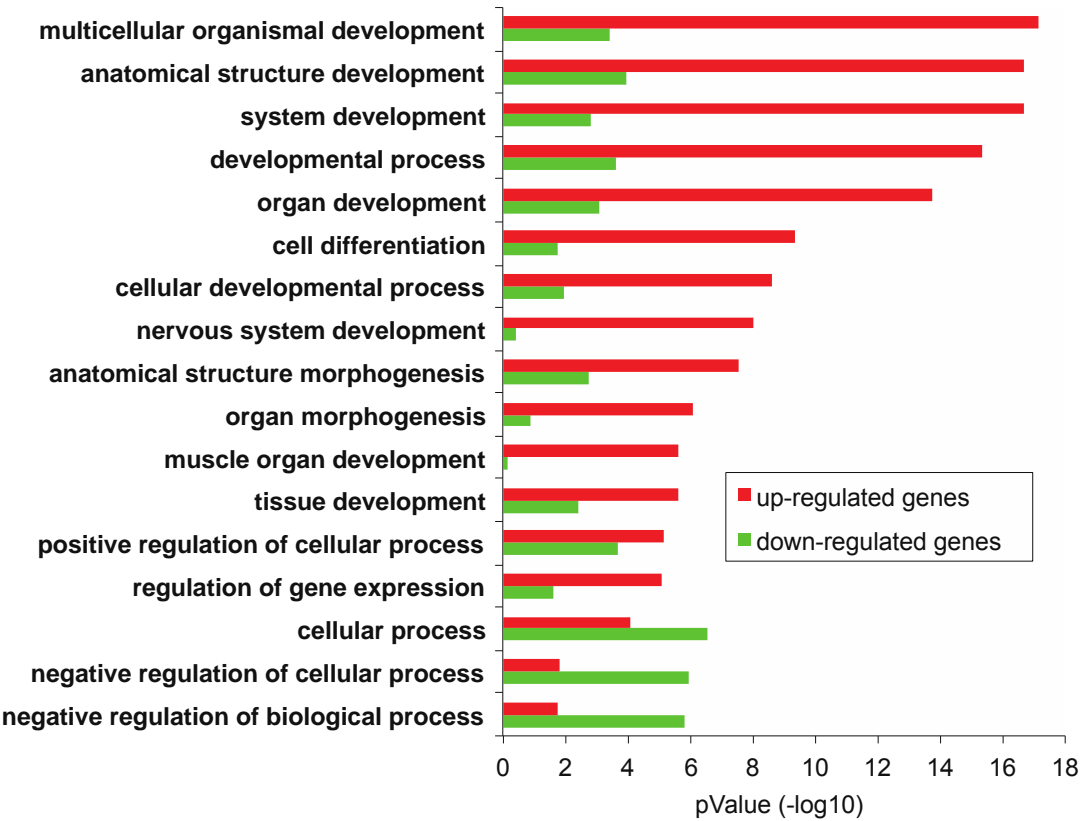 multicellular organismal development
anatomical structure development
system development
developmental process
organ development
cell differentiation
cellular developmental process
nervous system development
anatomical structure morphogenesis
organ morphogenesis
muscle organ development
tissue development
positive regulation of cellular process
regulation of gene expression
cellular process
negative regulation of cellular process
negative regulation of biological process
up-regulated genes
down-regulated genes
0 2 4 6 8 10 12 14 16 18
pValue (-log10)